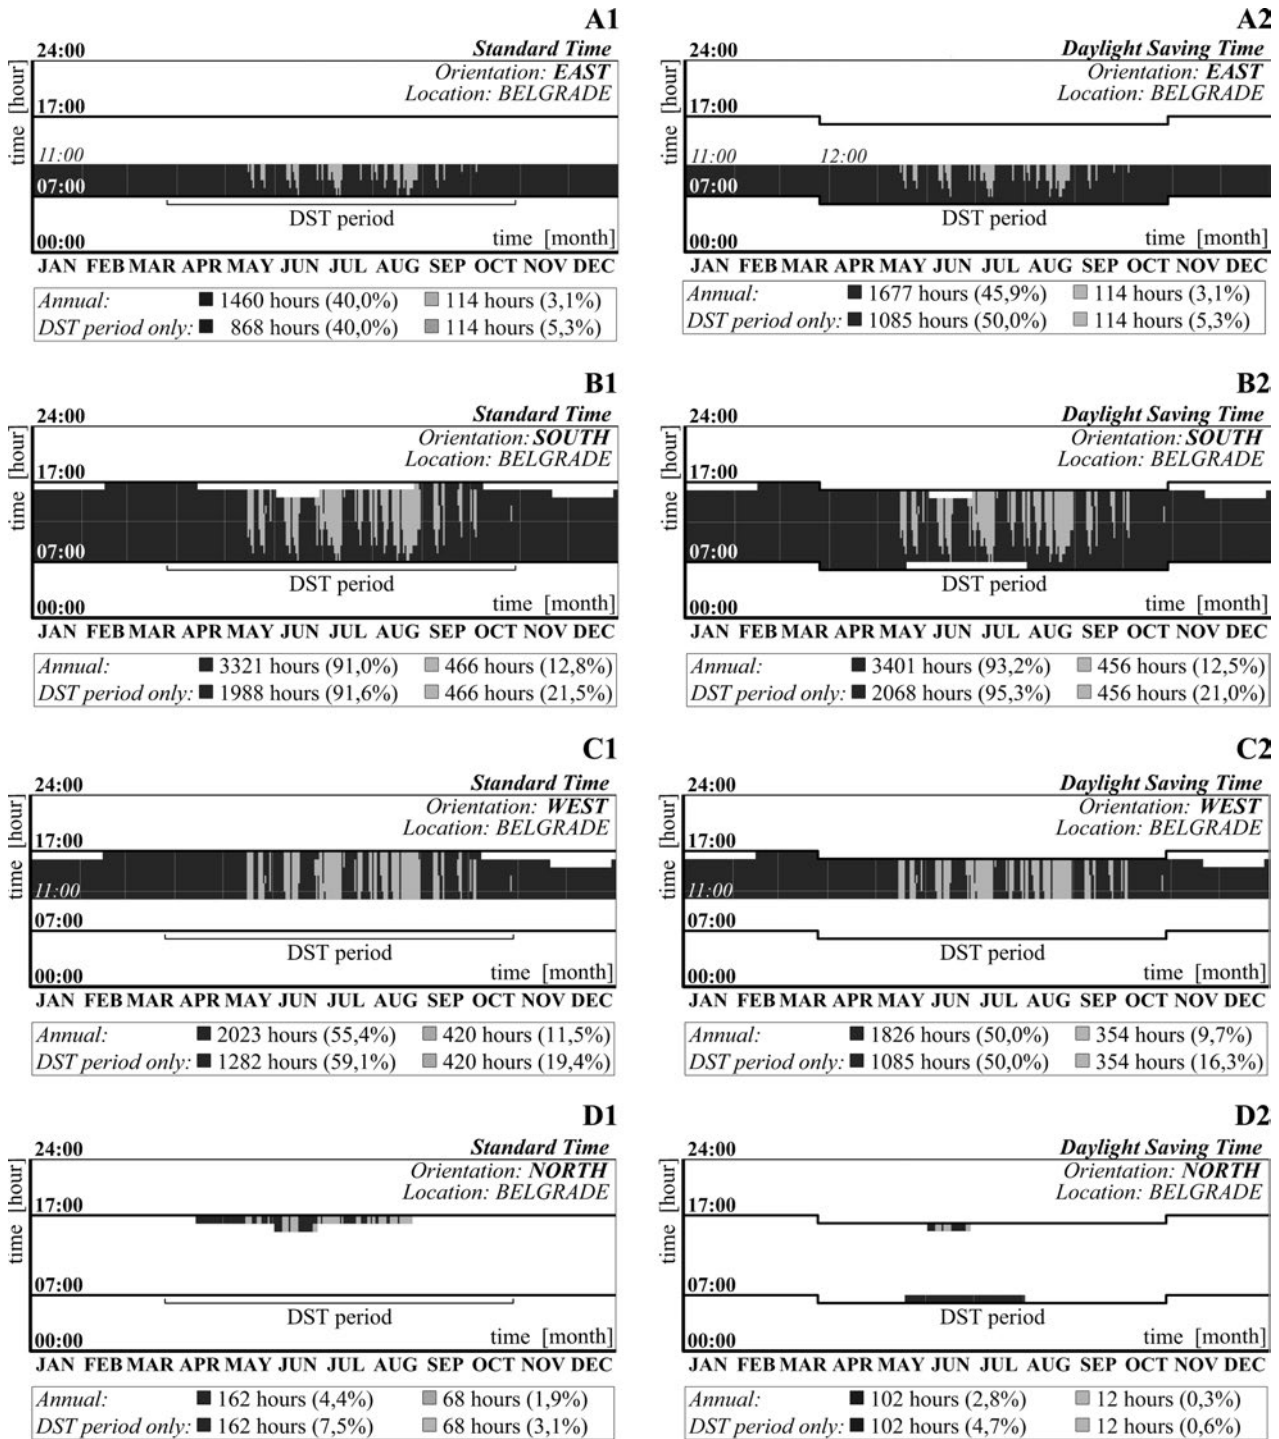 A1
24:00
Standard Time
Orientation: EAST
Location: BELGRADE
17:00
time [hour]
11:00
07:00
DST period
00:00
time [month]
JAN FEB MAR APR MAY JUN JUL AUG SEP OCT NOV DEC
Annual: 1460 hours (40,0%) 114 hours (3,1%)
DST period only: 868 hours (40,0%) 114 hours (5,3%)
A2
24:00
Daylight Saving Time
Orientation: EAST
Location: BELGRADE
17:00
time [hour]
11:00 12:00
07:00
DST period
00:00
time [month]
JAN FEB MAR APR MAY JUN JUL AUG SEP OCT NOV DEC
Annual: 1677 hours (45,9%) 114 hours (3,1%)
DST period only: 1085 hours (50,0%) 114 hours (5,3%)
B1
24:00
Standard Time
Orientation: SOUTH
Location: BELGRADE
17:00
time [hour]
07:00
DST period
00:00
time [month]
JAN FEB MAR APR MAY JUN JUL AUG SEP OCT NOV DEC
Annual: 3321 hours (91,0%) 466 hours (12,8%)
DST period only: 1988 hours (91,6%) 466 hours (21,5%)
B2
24:00
Daylight Saving Time
Orientation: SOUTH
Location: BELGRADE
17:00
time [hour]
07:00
DST period
00:00
time [month]
JAN FEB MAR APR MAY JUN JUL AUG SEP OCT NOV DEC
Annual: 3401 hours (93,2%) 456 hours (12,5%)
DST period only: 2068 hours (95,3%) 456 hours (21,0%)
C1
24:00
Standard Time
Orientation: WEST
Location: BELGRADE
17:00
time [hour]
11:00
07:00
DST period
00:00
time [month]
JAN FEB MAR APR MAY JUN JUL AUG SEP OCT NOV DEC
Annual: 2023 hours (55,4%) 420 hours (11,5%)
DST period only: 1282 hours (59,1%) 420 hours (19,4%)
C2
24:00
Daylight Saving Time
Orientation: WEST
Location: BELGRADE
17:00
time [hour]
11:00
07:00
DST period
00:00
time [month]
JAN FEB MAR APR MAY JUN JUL AUG SEP OCT NOV DEC
Annual: 1826 hours (50,0%) 354 hours (9,7%)
DST period only: 1085 hours (50,0%) 354 hours (16,3%)
D1
24:00
Standard Time
Orientation: NORTH
Location: BELGRADE
17:00
time [hour]
07:00
DST period
00:00
time [month]
JAN FEB MAR APR MAY JUN JUL AUG SEP OCT NOV DEC
Annual: 162 hours (4,4%) 68 hours (1,9%)
DST period only: 162 hours (7,5%) 68 hours (3,1%)
D2
24:00
Daylight Saving Time
Orientation: NORTH
Location: BELGRADE
17:00
time [hour]
07:00
DST period
00:00
time [month]
JAN FEB MAR APR MAY JUN JUL AUG SEP OCT NOV DEC
Annual: 102 hours (2,8%) 12 hours (0,3%)
DST period only: 102 hours (4,7%) 12 hours (0,6%)